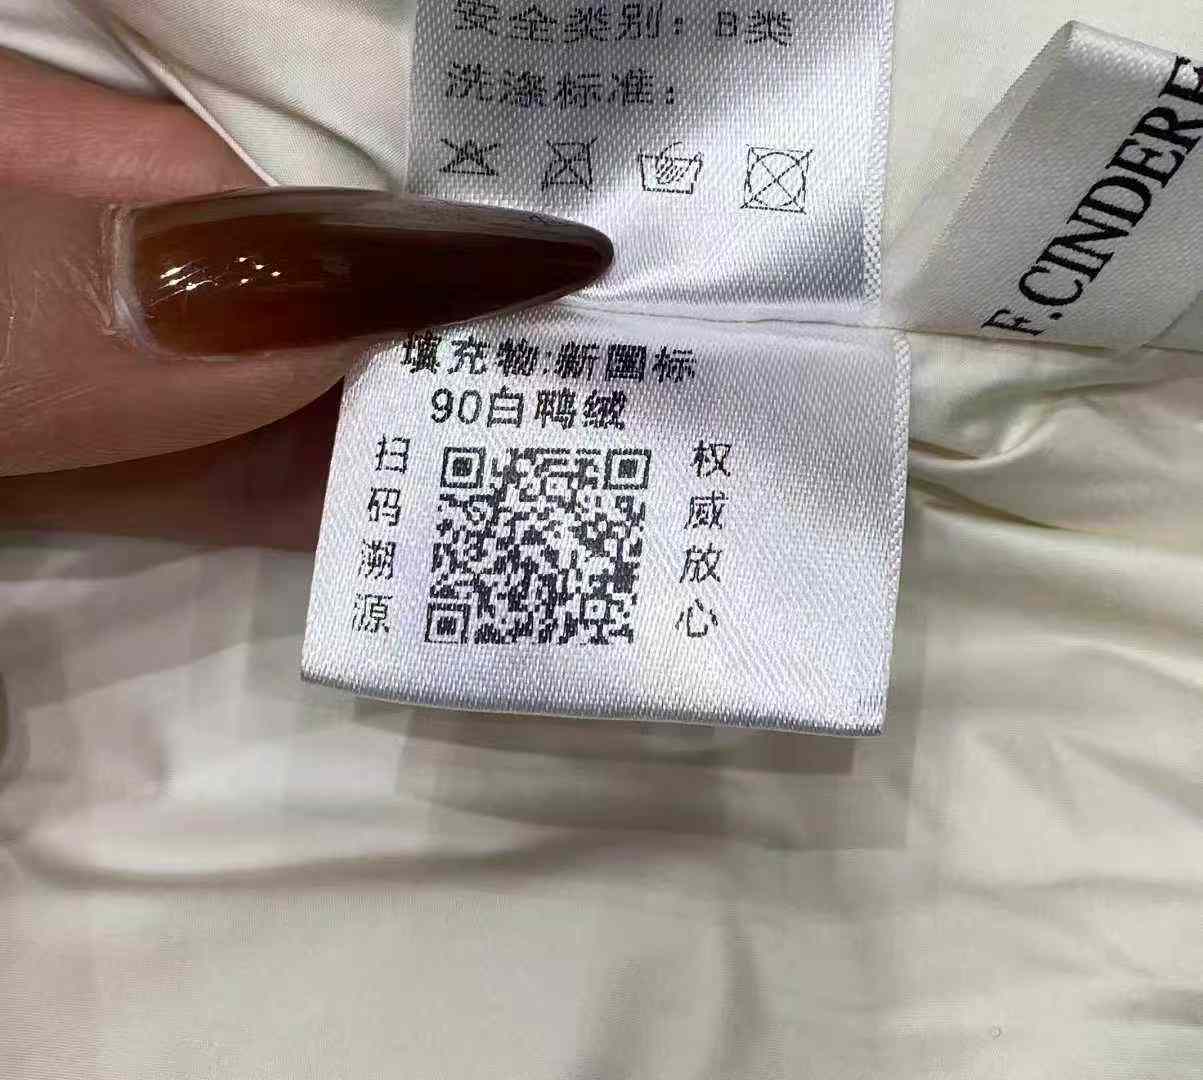 安全类别：B类
洗涤标准：
F.CINDERE
填充物:新国标
90白鸭绒
扫码溯源
权威放心